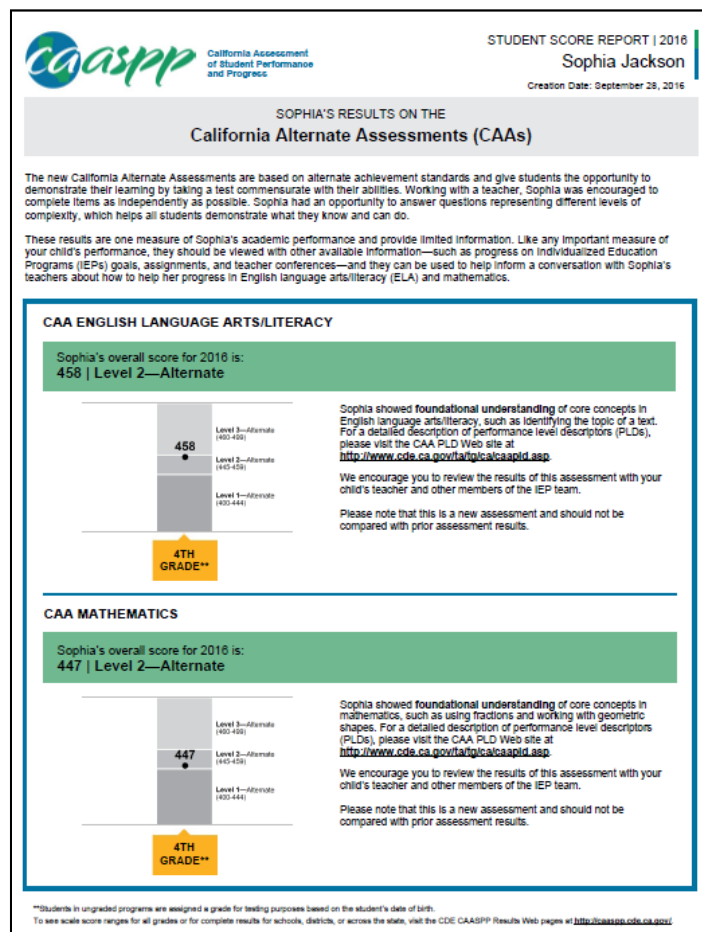 caaspp
California Assessment
of Student Performance
and Progress
STUDENT SCORE REPORT | 2016
Sophia Jackson
Creation Date: September 28, 2016
SOPHIA'S RESULTS ON THE
California Alternate Assessments (CAAs)
The new California Alternate Assessments are based on alternate achievement standards and give students the opportunity to
demonstrate their learning by taking a test commensurate with their abilities. Working with a teacher, Sophia was encouraged to
complete items as independently as possible. Sophia had an opportunity to answer questions representing different levels of
complexity, which helps all students demonstrate what they know and can do.
These results are one measure of Sophia's academic performance and provide limited information. Like any important measure of
your child's performance, they should be viewed with other available information—such as progress on Individualized Education
Programs (IEPs) goals, assignments, and teacher conferences—and they can be used to help inform a conversation with Sophia's
teachers about how to help her progress in English language arts/literacy (ELA) and mathematics.
CAA ENGLISH LANGUAGE ARTS/LITERACY
Sophia's overall score for 2016 is:
458 | Level 2—Alternate
Level 3—Alternate
(460-499)
458
Level 2—Alternate
(445-459)
Level 1—Alternate
(400-444)
4TH
GRADE**
Sophia showed foundational understanding of core concepts in
English language arts/literacy, such as identifying the topic of a text.
For a detailed description of performance level descriptors (PLDs),
please visit the CAA PLD Web site at
http://www.cde.ca.gov/ta/tg/ca/caapld.asp.
We encourage you to review the results of this assessment with your
child's teacher and other members of the IEP team.
Please note that this is a new assessment and should not be
compared with prior assessment results.
CAA MATHEMATICS
Sophia's overall score for 2016 is:
447 | Level 2—Alternate
Level 3—Alternate
(460-499)
447
Level 2—Alternate
(445-459)
Level 1—Alternate
(400-444)
4TH
GRADE**
Sophia showed foundational understanding of core concepts in
mathematics, such as using fractions and working with geometric
shapes. For a detailed description of performance level descriptors
(PLDs), please visit the CAA PLD Web site at
http://www.cde.ca.gov/ta/tg/ca/caapld.asp.
We encourage you to review the results of this assessment with your
child's teacher and other members of the IEP team.
Please note that this is a new assessment and should not be
compared with prior assessment results.
**Students in ungraded programs are assigned a grade for testing purposes based on the student's date of birth.
To see scale score ranges for all grades or for complete results for schools, districts, or across the state, visit the CDE CAASPP Results Web pages at http://caaspp.cde.ca.gov/.